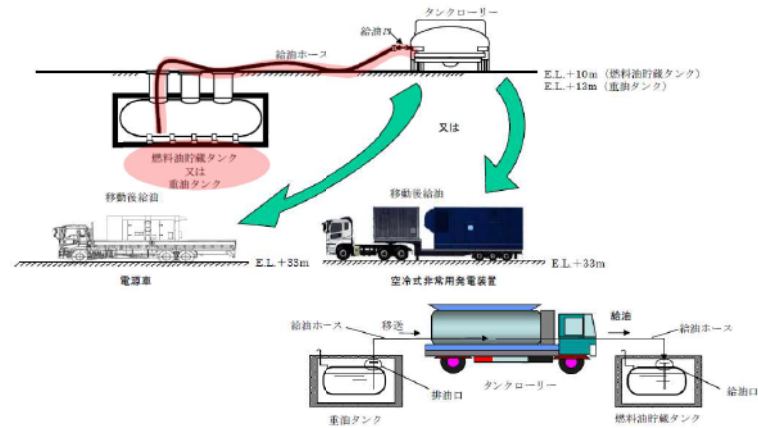 タンクローリー
給油口
給油ホース
E.L.+10m（燃料油貯蔵タンク）
E.L.+13m（重油タンク）
又は
燃料油貯蔵タンク
又は
重油タンク
移動後給油
移動後給油
E.L.+33m
E.L.+33m
電源車
空冷式非常用発電装置
給油ホース
移送
給油
給油ホース
排油口
タンクローリー
給油口
重油タンク
燃料油貯蔵タンク